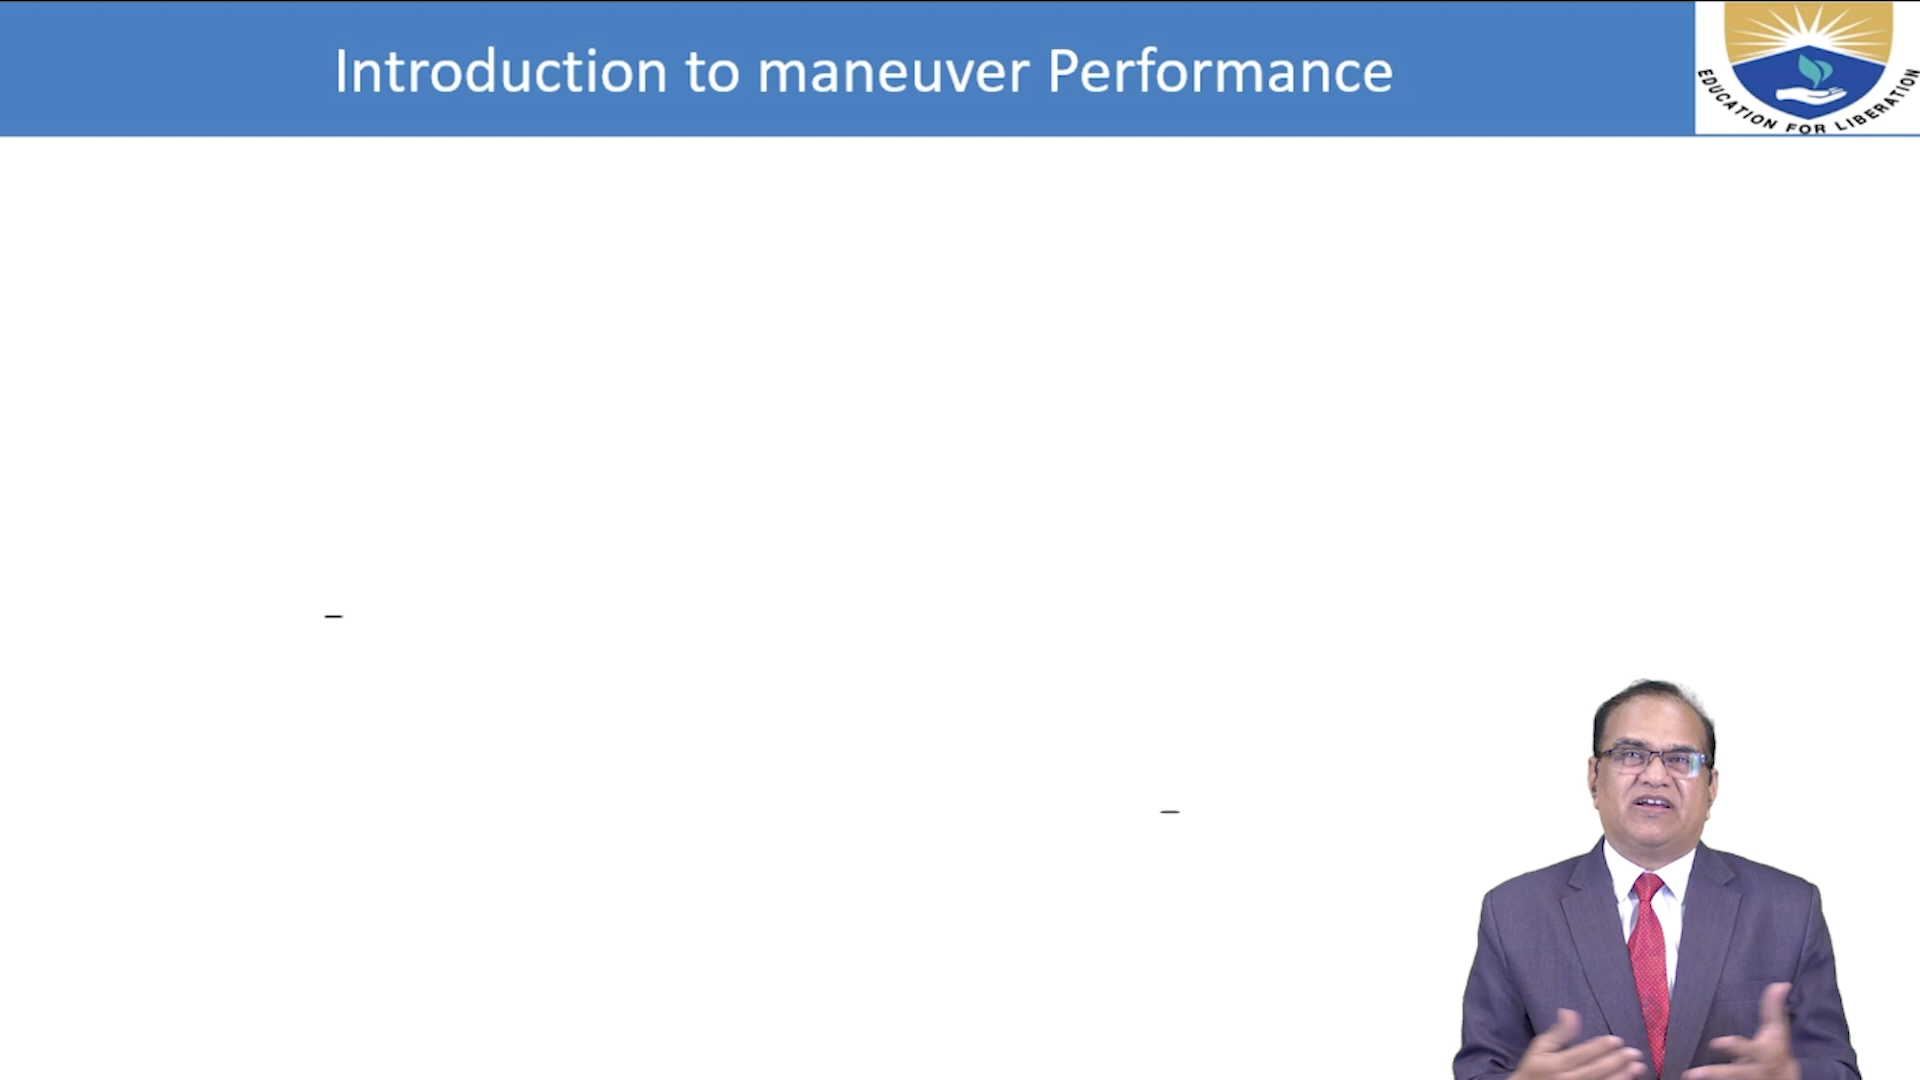 Introduction to maneuver Performance
EDUCATION FOR LIBERATION
–
–